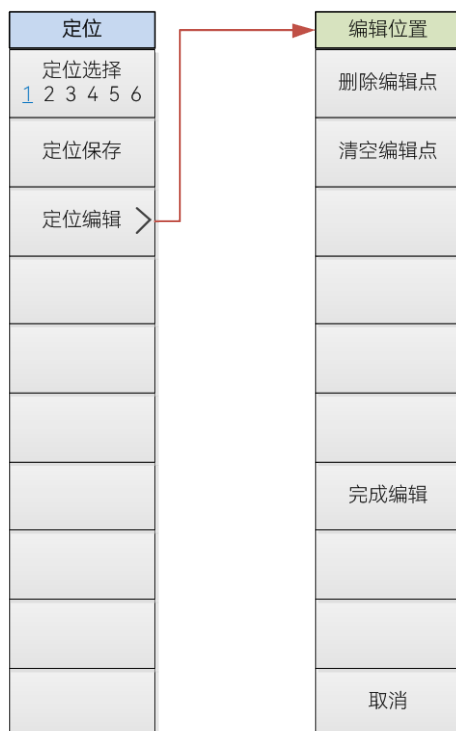 定位
定位选择
1 2 3 4 5 6
定位保存
定位编辑
编辑位置
删除编辑点
清空编辑点
完成编辑
取消